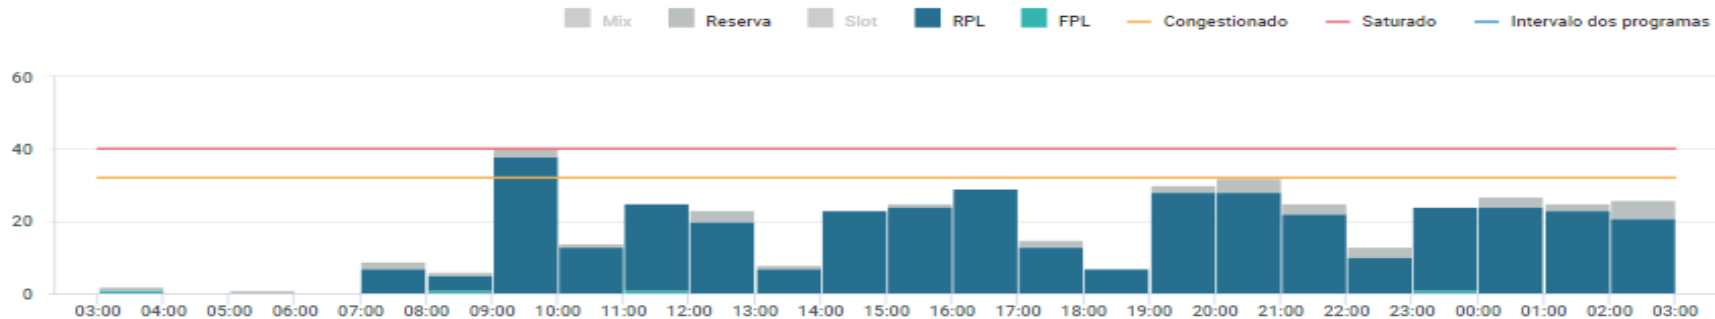 Mix Reserva Slot RPL FPL Congestionado Saturado Intervalo dos programas
60
40
20
0
03:00 04:00 05:00 06:00 07:00 08:00 09:00 10:00 11:00 12:00 13:00 14:00 15:00 16:00 17:00 18:00 19:00 20:00 21:00 22:00 23:00 00:00 01:00 02:00 03:00